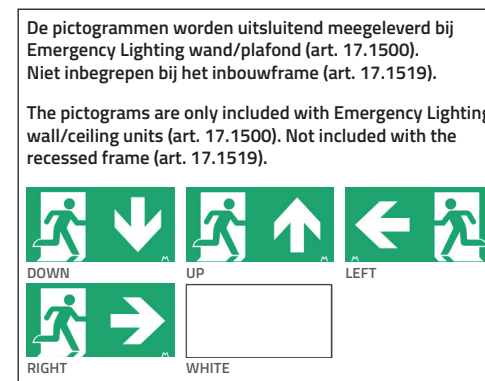 De pictogrammen worden uitsluitend meegeleverd bij
Emergency Lighting wand/plafond (art. 17.1500).
Niet inbegrepen bij het inbouwframe (art. 17.1519).
The pictograms are only included with Emergency Lighting
wall/ceiling units (art. 17.1500). Not included with the
recessed frame (art. 17.1519).
DOWN
UP
LEFT
RIGHT
WHITE